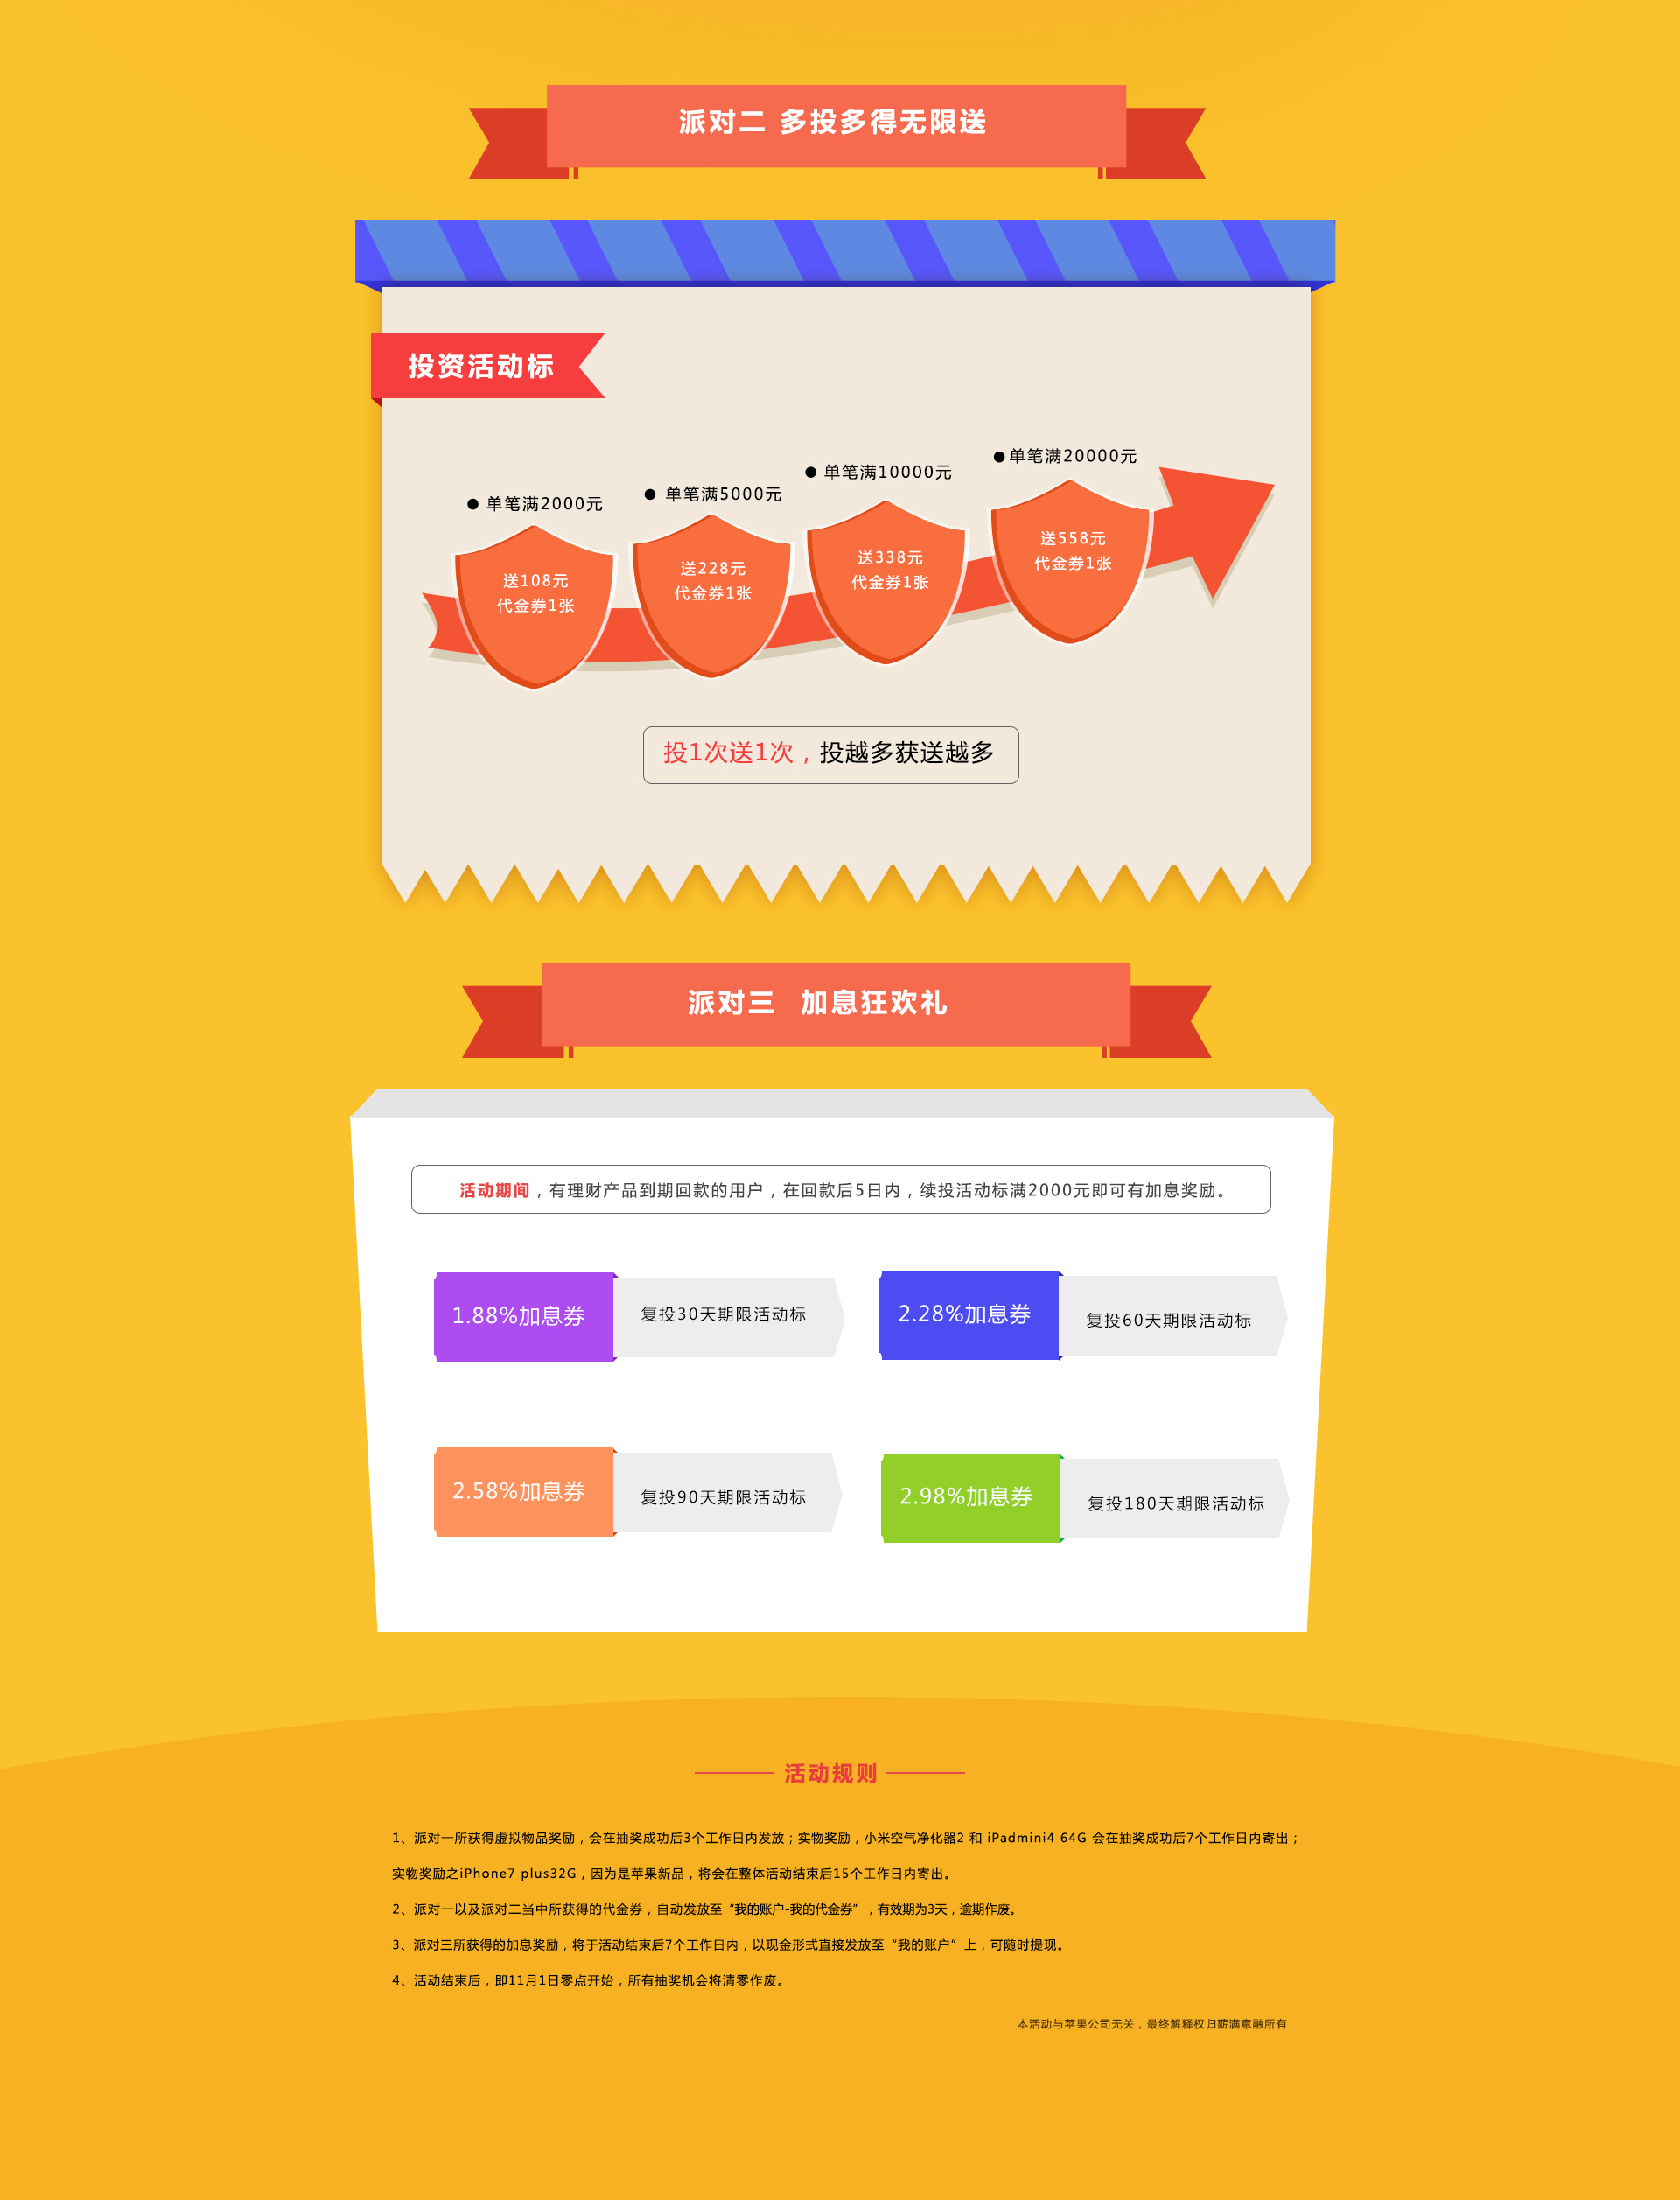 派对二 多投多得无限送
投资活动标
● 单笔满2000元
送108元
代金券1张
● 单笔满5000元
送228元
代金券1张
● 单笔满10000元
送338元
代金券1张
● 单笔满20000元
送558元
代金券1张
投1次送1次，投越多获送越多
派对三 加息狂欢礼
活动期间，有理财产品到期回款的用户，在回款后5日内，续投活动标满2000元即可有加息奖励。
1.88%加息券
复投30天期限活动标
2.28%加息券
复投60天期限活动标
2.58%加息券
复投90天期限活动标
2.98%加息券
复投180天期限活动标
活动规则
1、派对一所获得虚拟物品奖励，会在抽奖成功后3个工作日内发放；实物奖励，小米空气净化器2 和 iPadmini4 64G 会在抽奖成功后7个工作日内寄出；
实物奖励之iPhone7 plus32G，因为是苹果新品，将会在整体活动结束后15个工作日内寄出。
2、派对一以及派对二当中所获得的代金券，自动发放至“我的账户-我的代金券”，有效期为3天，逾期作废。
3、派对三所获得的加息奖励，将于活动结束后7个工作日内，以现金形式直接发放至“我的账户”上，可随时提现。
4、活动结束后，即11月1日零点开始，所有抽奖机会将清零作废。
本活动与苹果公司无关，最终解释权归薪满意融所有